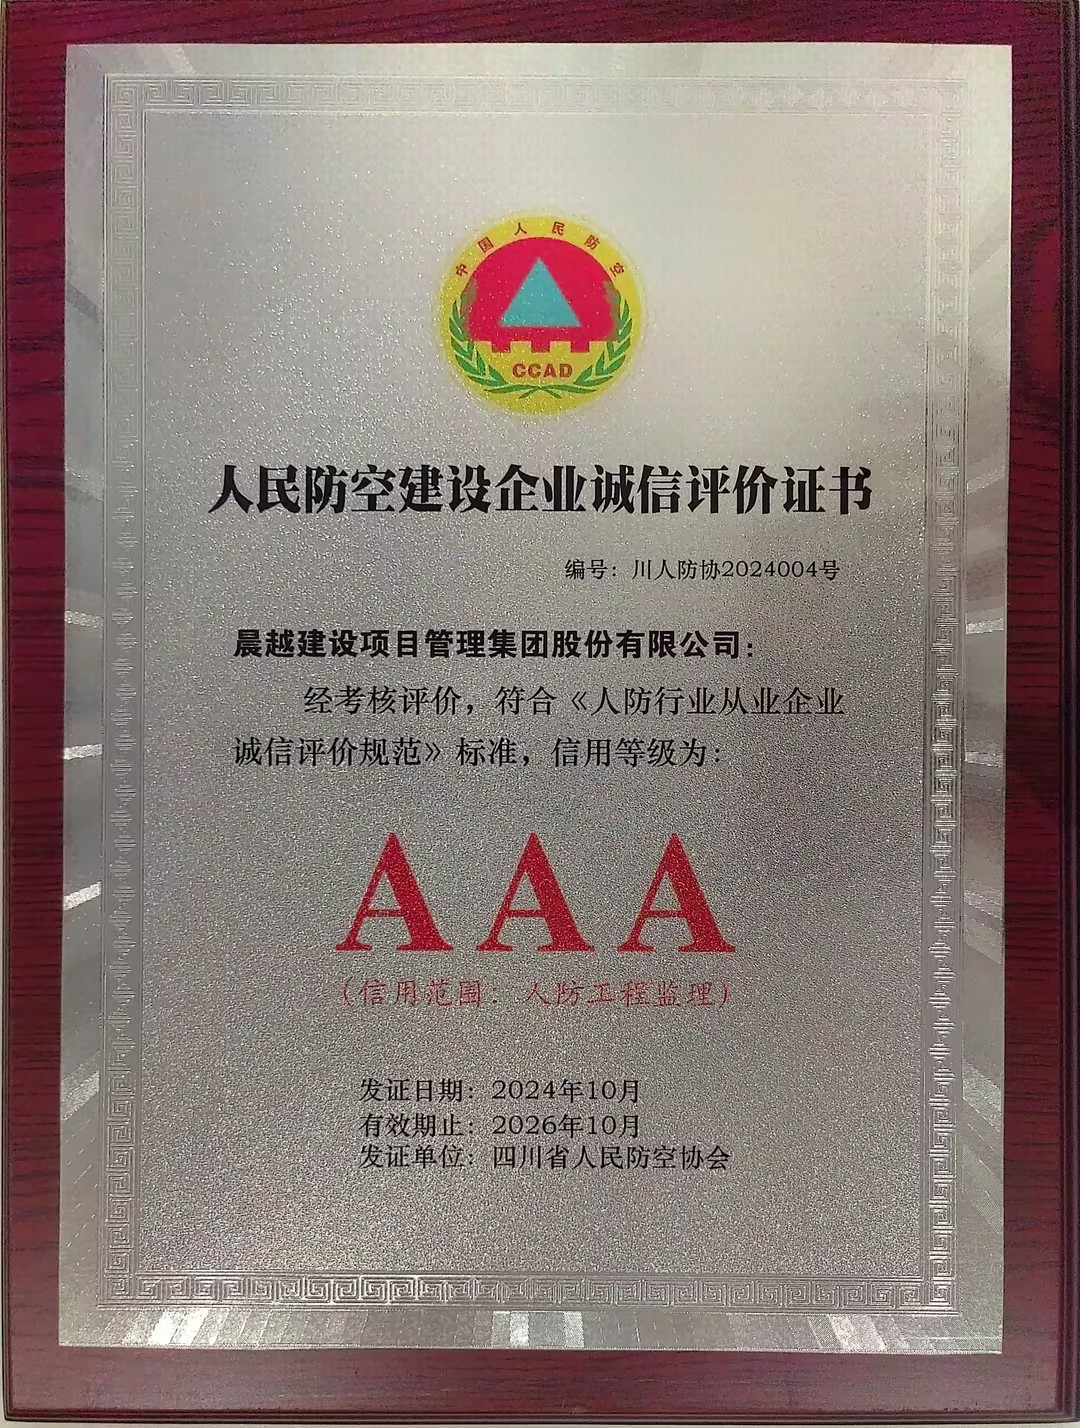 中国人民防空
CCAD
人民防空建设企业诚信评价证书
编号：川人防协2024004号
晨越建设项目管理集团股份有限公司：
经考核评价，符合《人防行业从业企业
诚信评价规范》标准，信用等级为：
AAA
（信用范围：人防工程监理）
发证日期：2024年10月
有效期止：2026年10月
发证单位：四川省人民防空协会